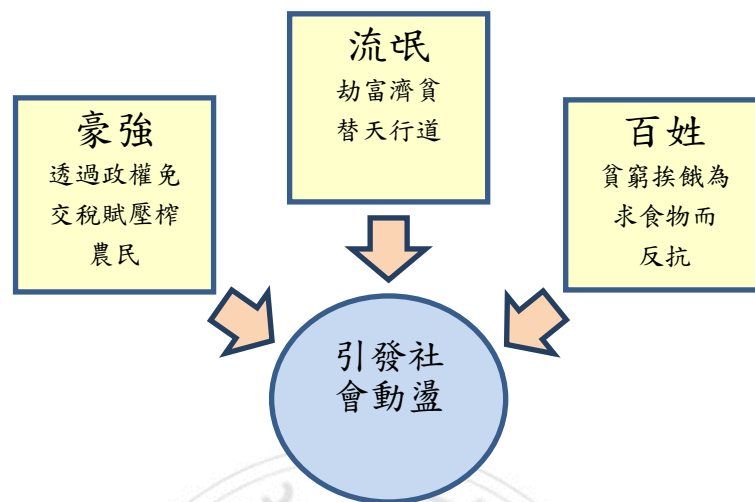 豪強
透過政權免
交稅賦壓榨
農民
流氓
劫富濟貧
替天行道
百姓
貧窮挨餓為
求食物而
反抗
引發社
會動盪